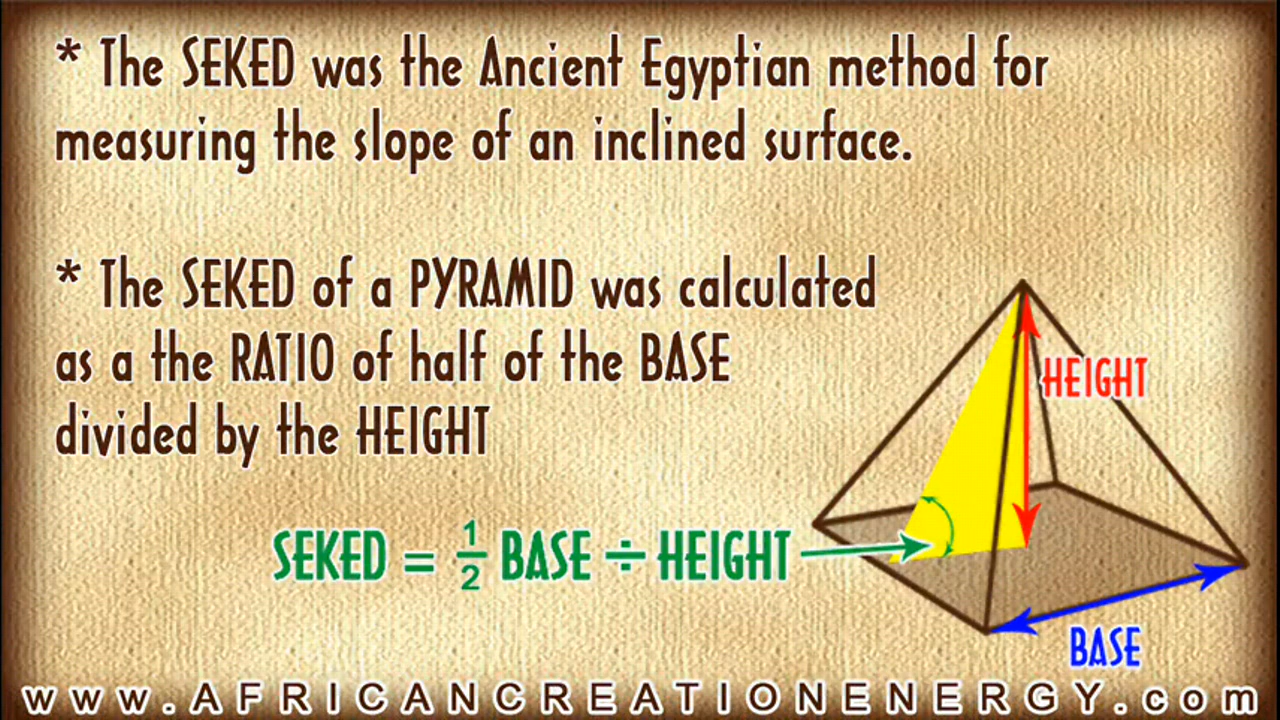 * The SEKED was the Ancient Egyptian method for
measuring the slope of an inclined surface.
* The SEKED of a PYRAMID was calculated
as a the RATIO of half of the BASE
divided by the HEIGHT
HEIGHT
SEKED = 1/2 BASE ÷ HEIGHT
BASE
www.AFRICANCREATIONENERGY.com